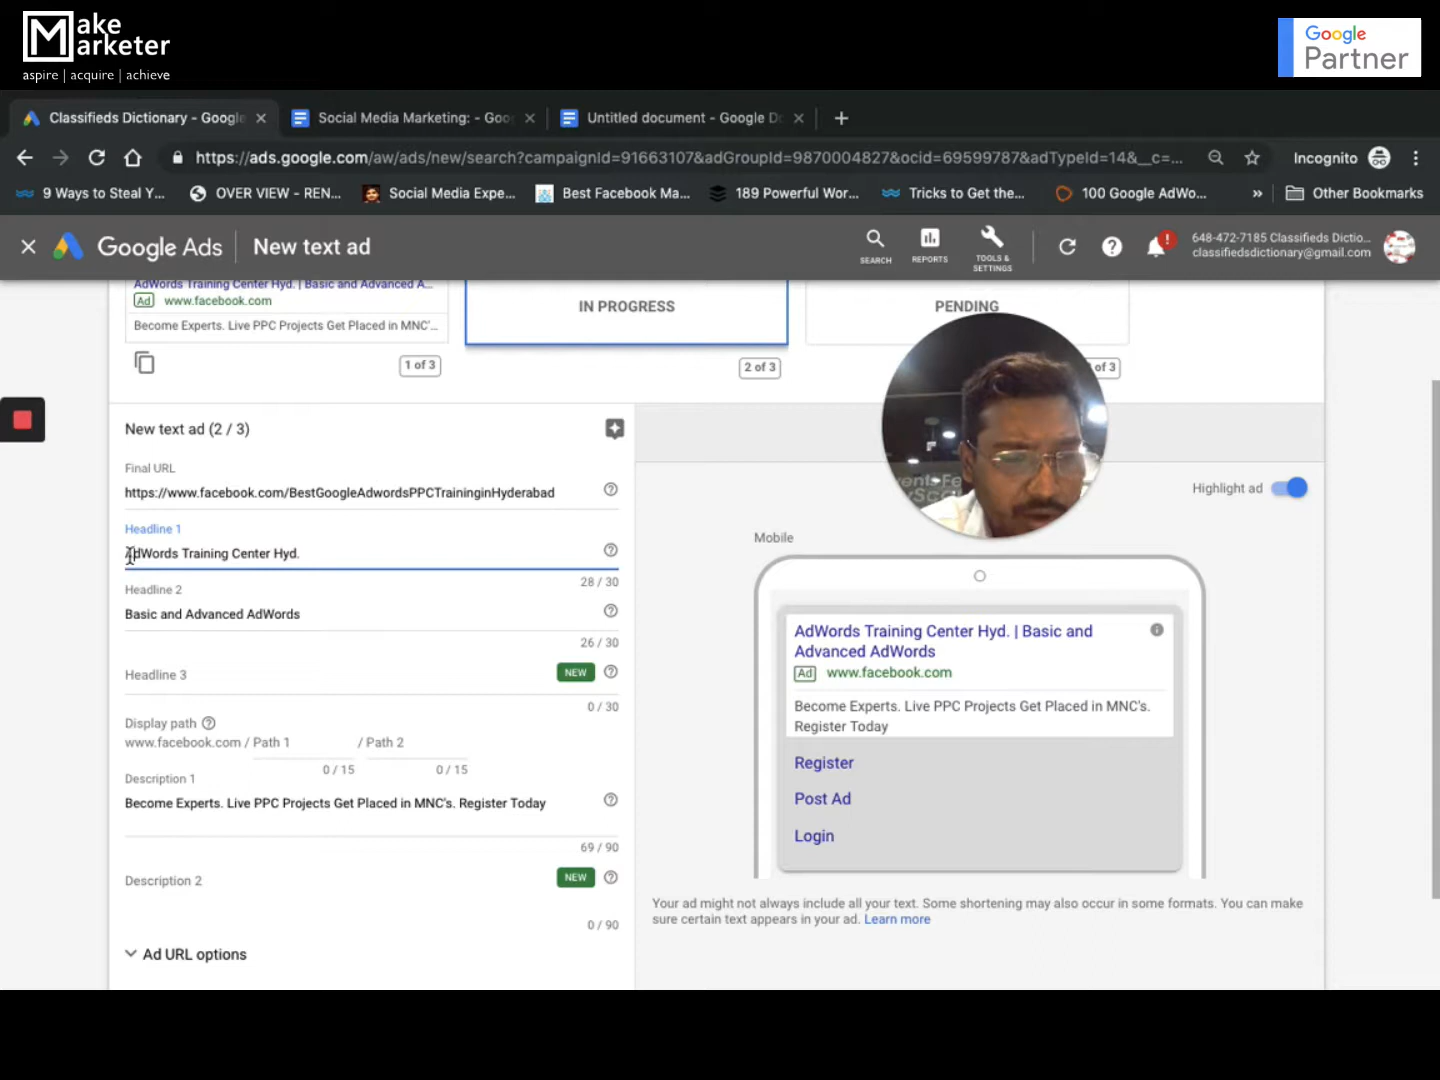 Make
Marketer
aspire | acquire | achieve
Google
Partner
Classifieds Dictionary - Google
Social Media Marketing: - Goo
Untitled document - Google D
https://ads.google.com/aw/ads/new/search?campaignId=91663107&adGroupId=9870004827&ocid=69599787&adTypeId=14&__c=...
Incognito
9 Ways to Steal Y...
OVER VIEW - REN...
Social Media Expe...
Best Facebook Ma...
189 Powerful Wor...
Tricks to Get the...
100 Google AdWo...
»
Other Bookmarks
Google Ads
New text ad
SEARCH
REPORTS
TOOLS &
SETTINGS
!
648-472-7185 Classifieds Dictio...
classifiedsdictionary@gmail.com
AdWords Training Center Hyd. | Basic and Advanced A...
Ad www.facebook.com
Become Experts. Live PPC Projects Get Placed in MNC'...
1 of 3
IN PROGRESS
2 of 3
PENDING
of 3
New text ad (2 / 3)
Final URL
https://www.facebook.com/BestGoogleAdwordsPPCTraininginHyderabad
Headline 1
AdWords Training Center Hyd.
28 / 30
Headline 2
Basic and Advanced AdWords
26 / 30
Headline 3
NEW
0 / 30
Display path
www.facebook.com / Path 1 / Path 2
0 / 15
0 / 15
Description 1
Become Experts. Live PPC Projects Get Placed in MNC's. Register Today
69 / 90
Description 2
NEW
0 / 90
Ad URL options
Highlight ad
Mobile
AdWords Training Center Hyd. | Basic and
Advanced AdWords
Ad www.facebook.com
Become Experts. Live PPC Projects Get Placed in MNC's.
Register Today
Register
Post Ad
Login
Your ad might not always include all your text. Some shortening may also occur in some formats. You can make
sure certain text appears in your ad. Learn more